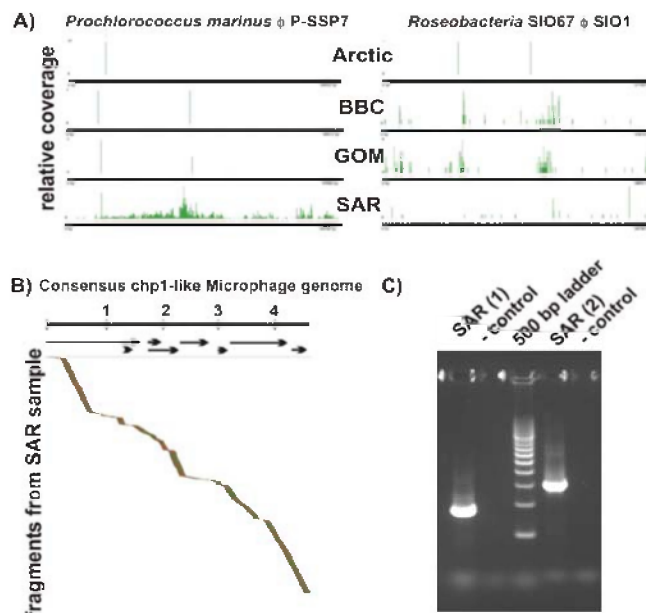 A)
Prochlorococcus marinus ϕ P-SSP7
Roseobacteria SIO67 ϕ SIO1
relative coverage
Arctic
BBC
GOM
SAR
B)
Consensus chp1-like Microphage genome
1 2 3 4
fragments from SAR sample
C)
SAR (1)
- control
500 bp ladder
SAR (2)
- control